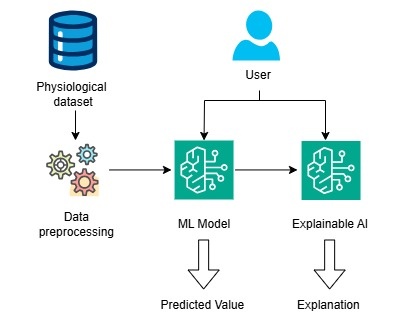 User
Physiological
dataset
Data
preprocessing
ML Model
Explainable AI
Predicted Value
Explanation